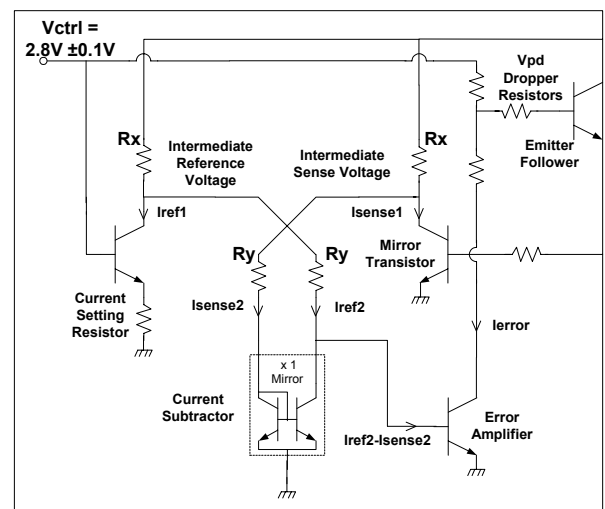 Vctrl =
2.8V ±0.1V
Vpd
Dropper
Resistors
Rx
Intermediate
Reference
Voltage
Intermediate
Sense Voltage
Rx
Emitter
Follower
Iref1
Isense1
Ry
Ry
Mirror
Transistor
Current
Setting
Resistor
Isense2
Iref2
Ierror
x 1
Mirror
Current
Subtractor
Iref2-Isense2
Error
Amplifier